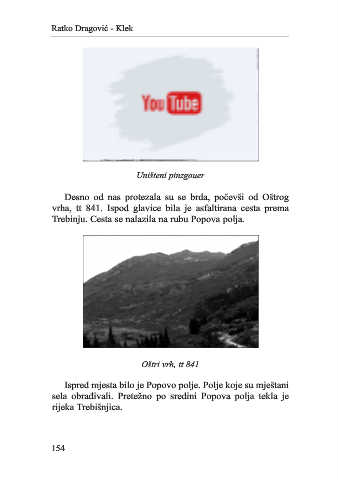 Ratko Dragović - Klek
YouTube
Uništeni pinzgauer
Desno od nas protezala su se brda, počevši od Oštrog
vrha, tt 841. Ispod glavice bila je asfaltirana cesta prema
Trebinju. Cesta se nalazila na rubu Popova polja.
Oštri vrh, tt 841
Ispred mjesta bilo je Popovo polje. Polje koje su mještani
sela obrađivali. Pretežno po sredini Popova polja tekla je
rijeka Trebišnjica.
154